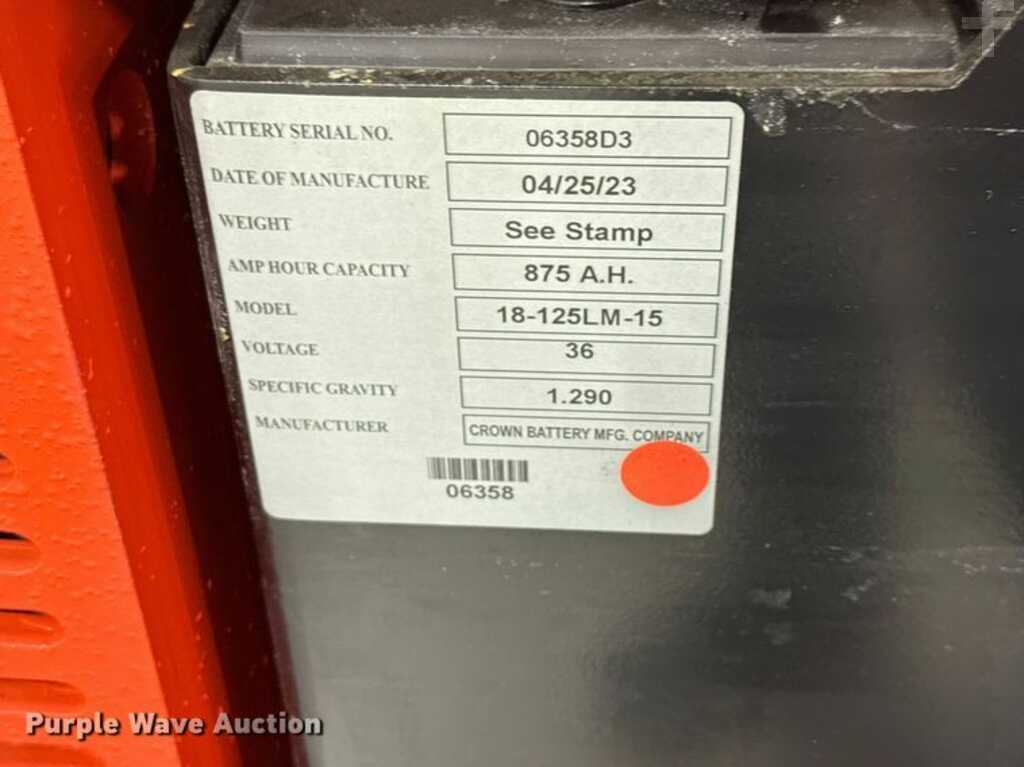 BATTERY SERIAL NO. 06358D3
DATE OF MANUFACTURE 04/25/23
WEIGHT See Stamp
AMP HOUR CAPACITY 875 A.H.
MODEL 18-125LM-15
VOLTAGE 36
SPECIFIC GRAVITY 1.290
MANUFACTURER CROWN BATTERY MFG. COMPANY
06358
Purple Wave Auction